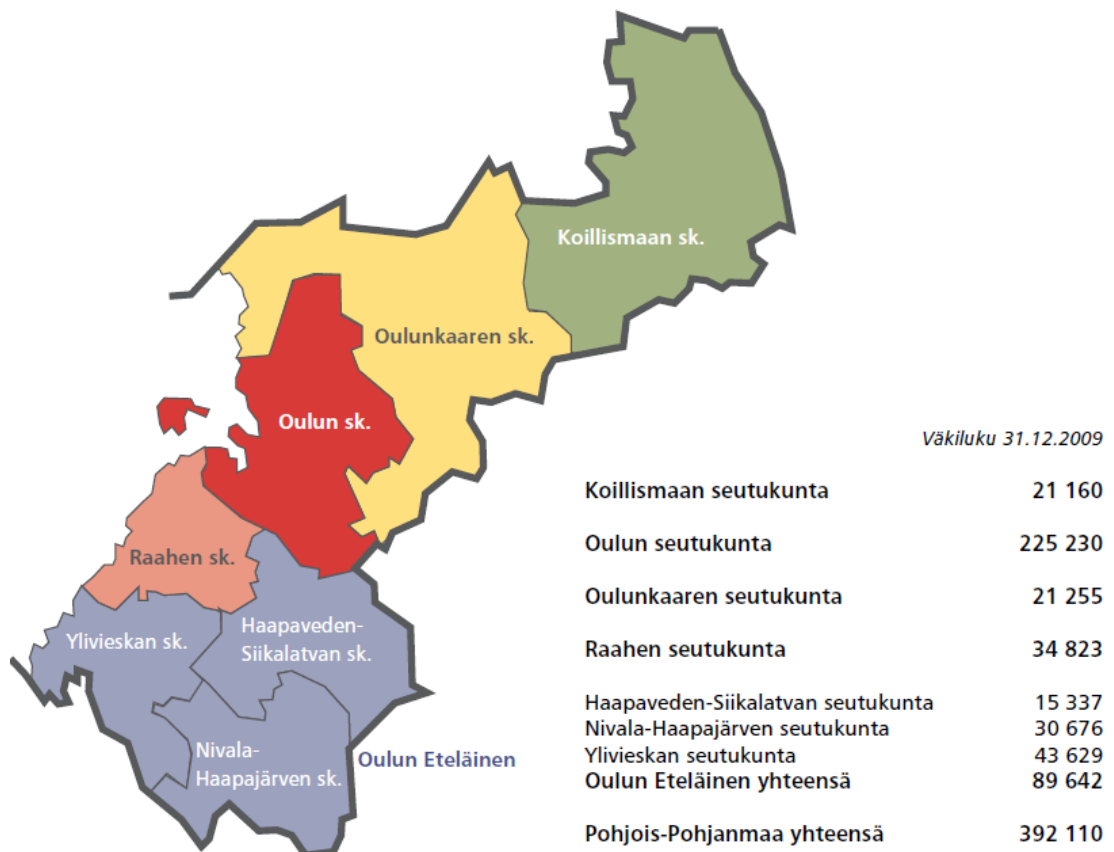 Koillismaan sk.
Oulunkaaren sk.
Oulun sk.
Raahen sk.
Ylivieskan sk.
Haapaveden-
Siikalatvan sk.
Nivala-
Haapajärven sk.
Oulun Eteläinen
Väkiluku 31.12.2009
Koillismaan seutukunta 21 160
Oulun seutukunta 225 230
Oulunkaaren seutukunta 21 255
Raahen seutukunta 34 823
Haapaveden-Siikalatvan seutukunta 15 337
Nivala-Haapajärven seutukunta 30 676
Ylivieskan seutukunta 43 629
Oulun Eteläinen yhteensä 89 642
Pohjois-Pohjanmaa yhteensä 392 110